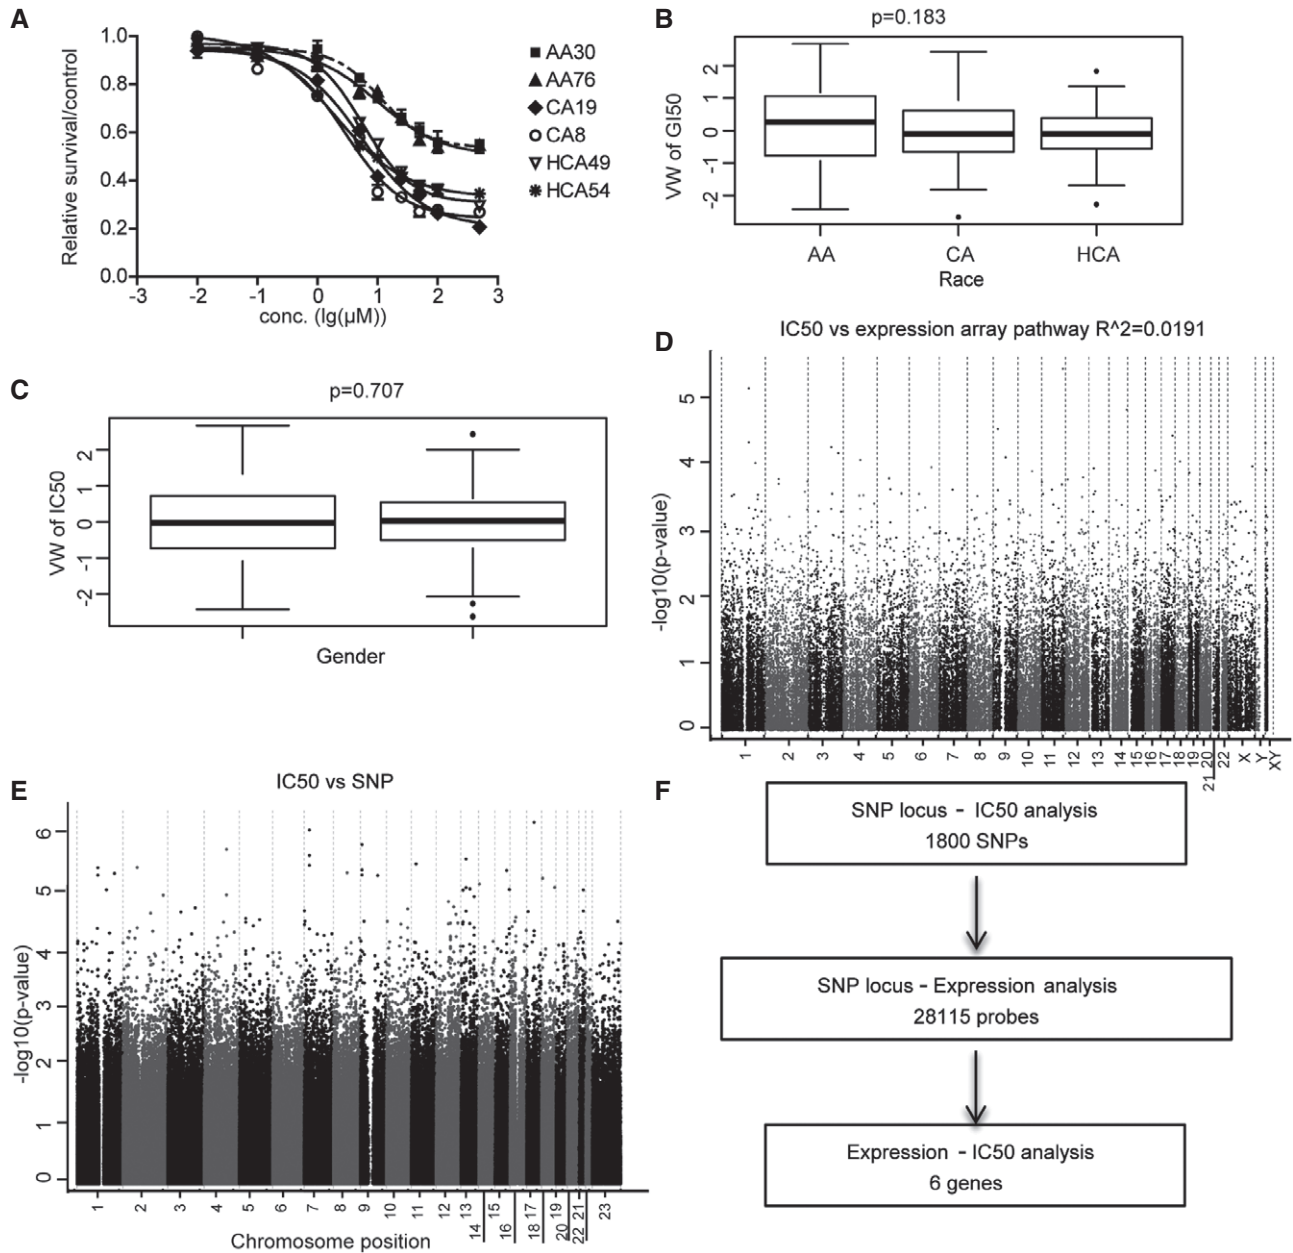 A
1.0
0.8
0.6
0.4
0.2
0.0
Relative survival/control
-3 -2 -1 0 1 2 3
conc. (lg(μM))
AA30
AA76
CA19
CA8
HCA49
HCA54
B
p=0.183
VW of GI50
2
1
0
-1
-2
AA CA HCA
Race
C
p=0.707
VW of IC50
2
1
0
-1
-2
Gender
D
IC50 vs expression array pathway R^2=0.0191
-log10(p-value)
5
4
3
2
1
0
1 2 3 4 5 6 7 8 9 10 11 12 13 14 15 16 17 18 19 20 21 22 X Y XY
E
IC50 vs SNP
-log10(p-value)
6
5
4
3
2
1
0
1 2 3 4 5 6 7 8 9 10 11 12 13 14 15 16 18 17 19 20 22 21 23
Chromosome position
F
SNP locus - IC50 analysis
1800 SNPs
SNP locus - Expression analysis
28115 probes
Expression - IC50 analysis
6 genes